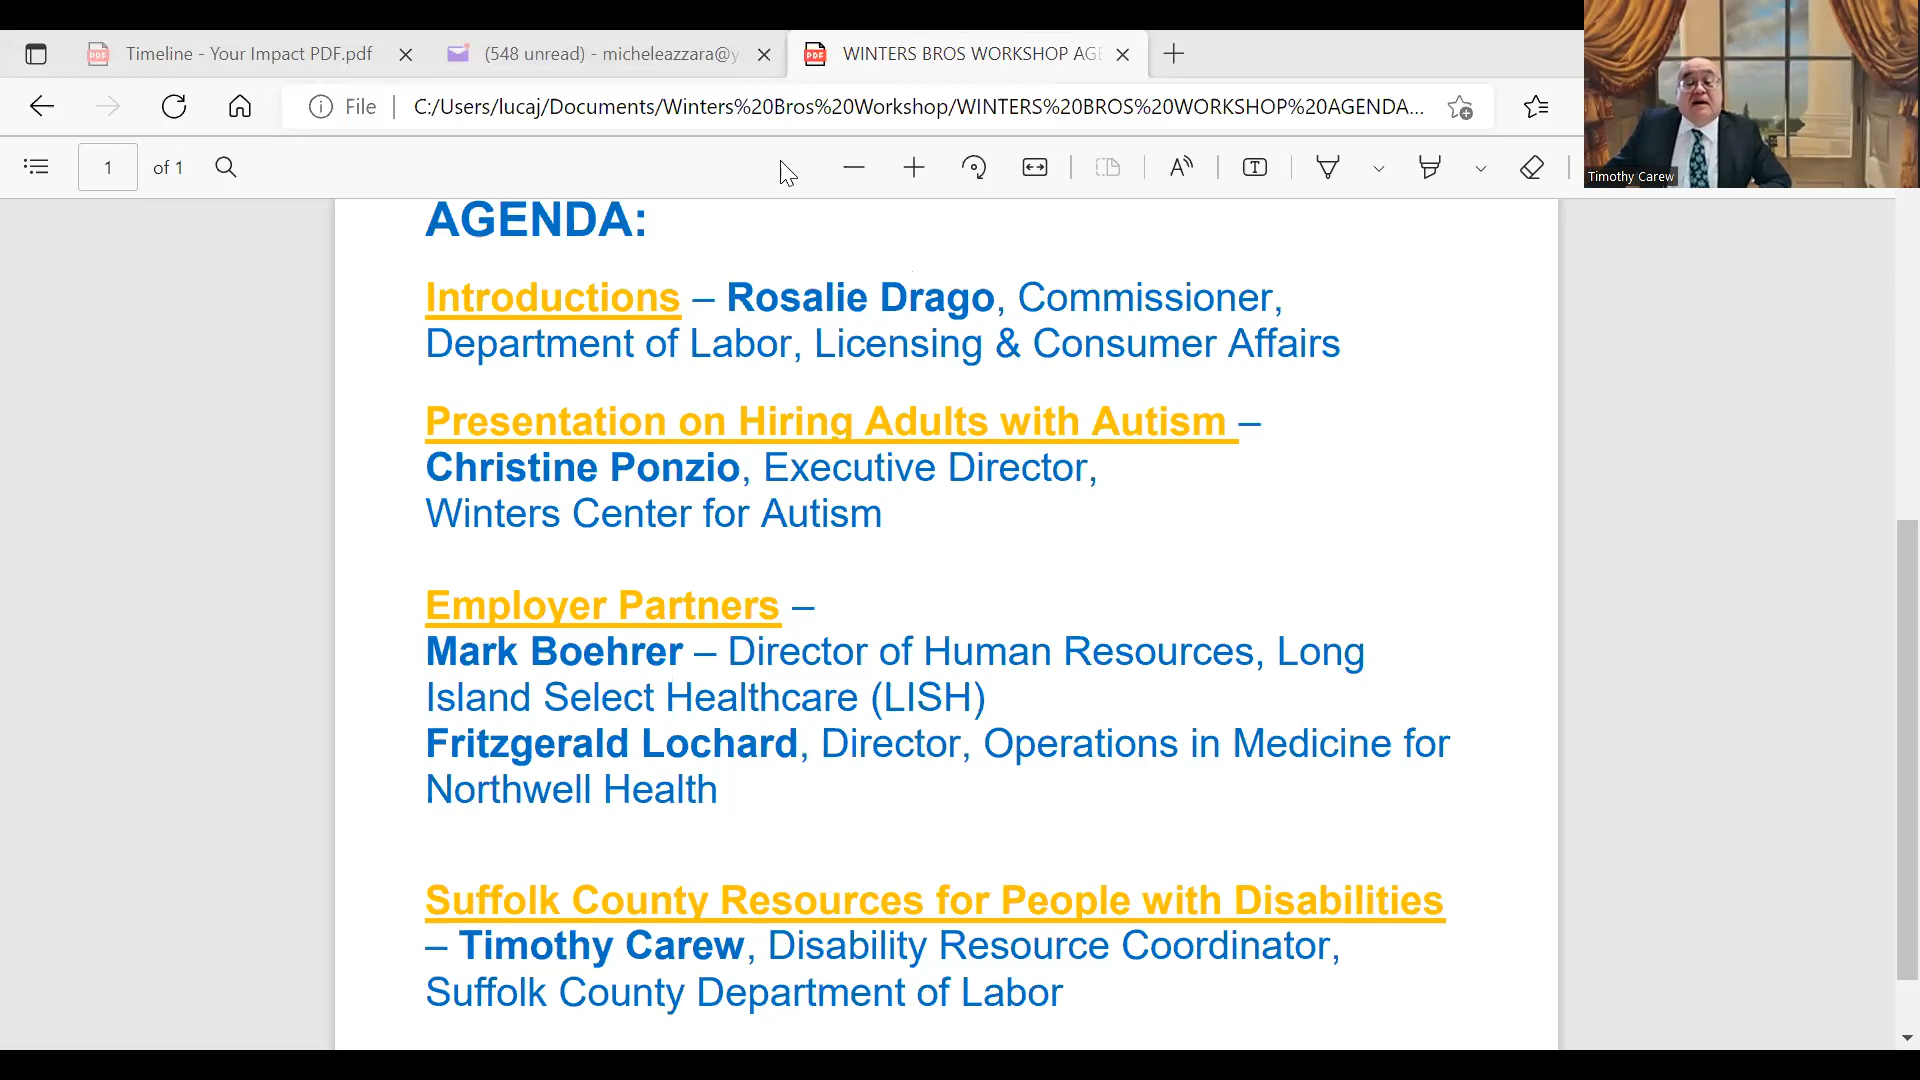 Timeline - Your Impact PDF.pdf
(548 unread) - micheleazzara@y
WINTERS BROS WORKSHOP AGE
File
C:/Users/lucaj/Documents/Winters%20Bros%20Workshop/WINTERS%20BROS%20WORKSHOP%20AGENDA...
1 of 1
Timothy Carew
AGENDA:
Introductions – Rosalie Drago, Commissioner,
Department of Labor, Licensing & Consumer Affairs
Presentation on Hiring Adults with Autism –
Christine Ponzio, Executive Director,
Winters Center for Autism
Employer Partners –
Mark Boehrer – Director of Human Resources, Long
Island Select Healthcare (LISH)
Fritzgerald Lochard, Director, Operations in Medicine for
Northwell Health
Suffolk County Resources for People with Disabilities
– Timothy Carew, Disability Resource Coordinator,
Suffolk County Department of Labor